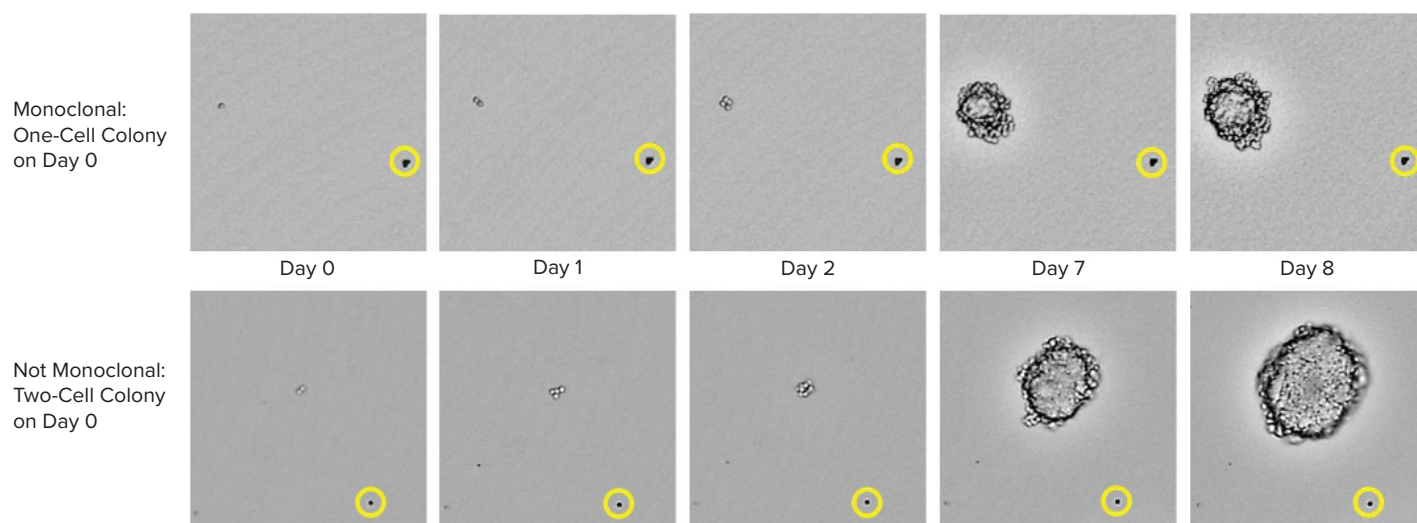 Monoclonal:
One-Cell Colony
on Day 0
Day 0
Day 1
Day 2
Day 7
Day 8
Not Monoclonal:
Two-Cell Colony
on Day 0